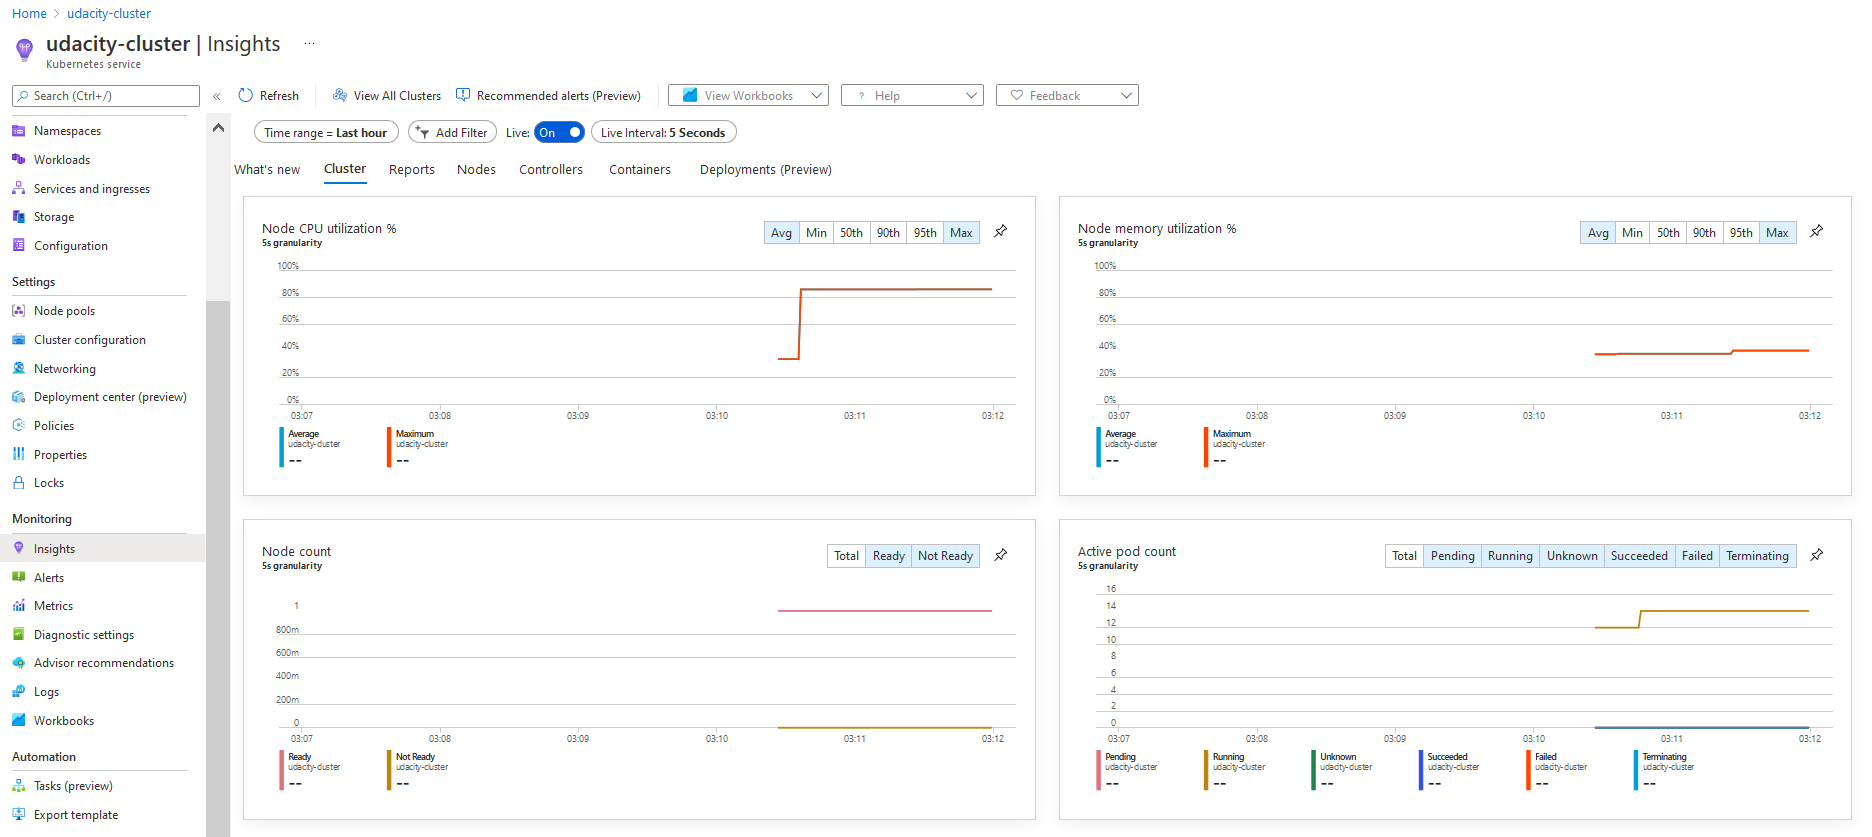 Home > udacity-cluster
udacity-cluster | Insights ...
Kubernetes service
Search (Ctrl+/)
«
Refresh
View All Clusters
Recommended alerts (Preview)
View Workbooks
? Help
Feedback
Namespaces
Workloads
Services and ingresses
Storage
Configuration
Settings
Node pools
Cluster configuration
Networking
Deployment center (preview)
Policies
Properties
Locks
Monitoring
Insights
Alerts
Metrics
Diagnostic settings
Advisor recommendations
Logs
Workbooks
Automation
Tasks (preview)
Export template
Time range = Last hour
Add Filter
Live: On
Live Interval: 5 Seconds
What's new Cluster Reports Nodes Controllers Containers Deployments (Preview)
Node CPU utilization %
5s granularity
Avg Min 50th 90th 95th Max
100%
80%
60%
40%
20%
0%
03:07 03:08 03:09 03:10 03:11 03:12
Average Maximum
udacity-cluster udacity-cluster
-- --
Node memory utilization %
5s granularity
Avg Min 50th 90th 95th Max
100%
80%
60%
40%
20%
0%
03:07 03:08 03:09 03:10 03:11 03:12
Average Maximum
udacity-cluster udacity-cluster
-- --
Node count
5s granularity
Total Ready Not Ready
1
800m
600m
400m
200m
0
03:07 03:08 03:09 03:10 03:11 03:12
Ready Not Ready
udacity-cluster udacity-cluster
-- --
Active pod count
5s granularity
Total Pending Running Unknown Succeeded Failed Terminating
16
14
12
10
8
6
4
2
0
03:07 03:08 03:09 03:10 03:11 03:12
Pending Running Unknown Succeeded Failed Terminating
udacity-cluster udacity-cluster udacity-cluster udacity-cluster udacity-cluster udacity-cluster
-- -- -- -- -- --